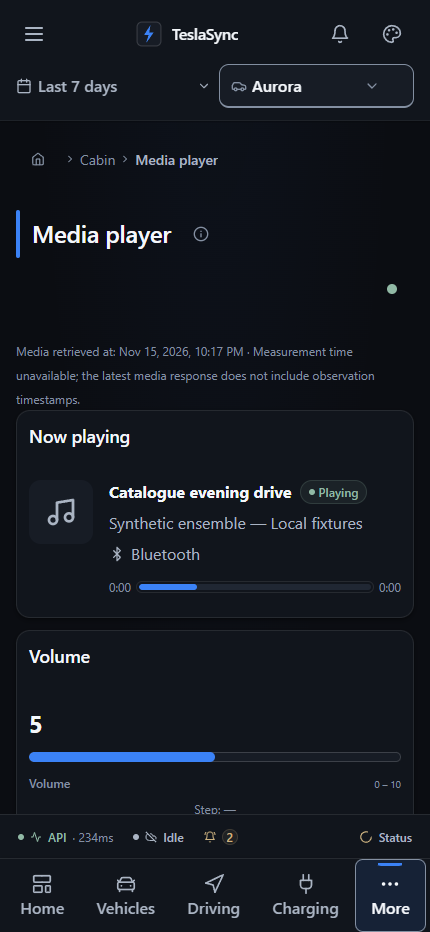 TeslaSync
Last 7 days
Aurora
Cabin
Media player
Media player
Media retrieved at: Nov 15, 2026, 10:17 PM · Measurement time
unavailable; the latest media response does not include observation
timestamps.
Now playing
Catalogue evening drive
Playing
Synthetic ensemble — Local fixtures
Bluetooth
0:00
0:00
Volume
5
Volume
0 – 10
Step: —
API · 234ms
Idle
2
Status
Home
Vehicles
Driving
Charging
More